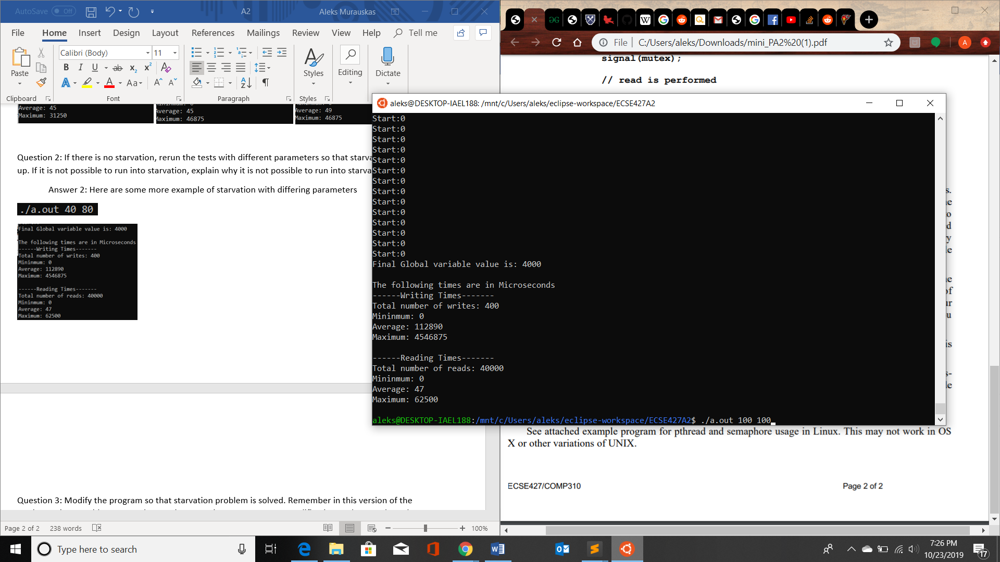 AutoSave Off A2 Aleks Murauskas
File Home Insert Design Layout References Mailings Review View Help Tell me
Calibri (Body) 11
Paste Styles Editing Dictate
Clipboard Font Paragraph Styles
Average: 45
Maximum: 31250
Average: 45
Maximum: 46875
Average: 49
Maximum: 46875
Question 2: If there is no starvation, rerun the tests with different parameters so that starva
up. If it is not possible to run into starvation, explain why it is not possible to run into starva
Answer 2: Here are some more example of starvation with differing parameters
./a.out 40 80
Final Global variable value is: 4000
The following times are in Microseconds
------Writing Times-------
Total number of writes: 400
Mininmum: 0
Average: 112890
Maximum: 4546875
------Reading Times-------
Total number of reads: 40000
Mininmum: 0
Average: 47
Maximum: 62500
Question 3: Modify the program so that starvation problem is solved. Remember in this version of the
Page 2 of 2 238 words 100%
File C:/Users/aleks/Downloads/mini_PA2%20(1).pdf
signal(mutex);
// read is performed
aleks@DESKTOP-IAEL188: /mnt/c/Users/aleks/eclipse-workspace/ECSE427A2
Start:0
Start:0
Start:0
Start:0
Start:0
Start:0
Start:0
Start:0
Start:0
Start:0
Start:0
Start:0
Start:0
Start:0
Final Global variable value is: 4000
The following times are in Microseconds
------Writing Times-------
Total number of writes: 400
Mininmum: 0
Average: 112890
Maximum: 4546875
------Reading Times-------
Total number of reads: 40000
Mininmum: 0
Average: 47
Maximum: 62500
aleks@DESKTOP-IAEL188:/mnt/c/Users/aleks/eclipse-workspace/ECSE427A2$ ./a.out 100 100
See attached example program for pthread and semaphore usage in Linux. This may not work in OS
X or other variations of UNIX.
ECSE427/COMP310 Page 2 of 2
Type here to search
7:26 PM
10/23/2019
17